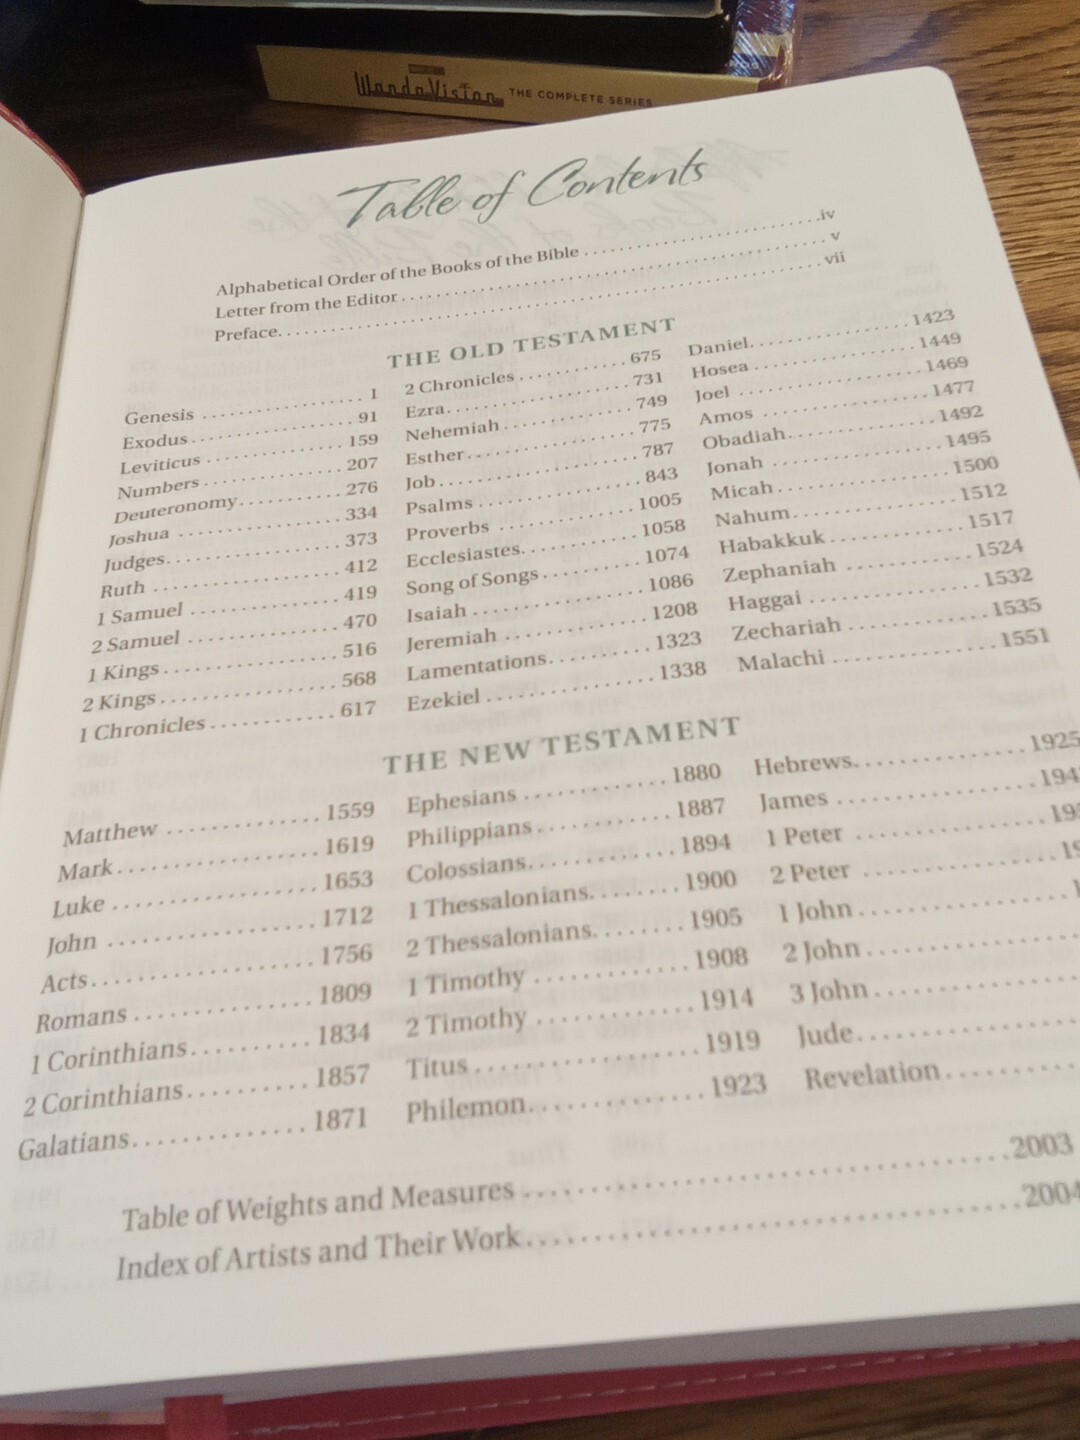 WandaVision THE COMPLETE SERIES
Table of Contents
Alphabetical Order of the Books of the Bible . . . . . . . . . . iv
Letter from the Editor . . . . . . . . . . v
Preface. . . . . . . . . . vii
THE OLD TESTAMENT
Genesis . . . . . . . . . . 1
Exodus . . . . . . . . . . 91
Leviticus . . . . . . . . . . 159
Numbers . . . . . . . . . . 207
Deuteronomy . . . . . . . . . . 276
Joshua . . . . . . . . . . 334
Judges . . . . . . . . . . 373
Ruth . . . . . . . . . . 412
1 Samuel . . . . . . . . . . 419
2 Samuel . . . . . . . . . . 470
1 Kings . . . . . . . . . . 516
2 Kings . . . . . . . . . . 568
1 Chronicles . . . . . . . . . . 617
2 Chronicles . . . . . . . . . . 675
Ezra . . . . . . . . . . 731
Nehemiah . . . . . . . . . . 749
Esther . . . . . . . . . . 775
Job . . . . . . . . . . 787
Psalms . . . . . . . . . . 843
Proverbs . . . . . . . . . . 1005
Ecclesiastes . . . . . . . . . . 1058
Song of Songs . . . . . . . . . . 1074
Isaiah . . . . . . . . . . 1086
Jeremiah . . . . . . . . . . 1208
Lamentations . . . . . . . . . . 1323
Ezekiel . . . . . . . . . . 1338
Daniel . . . . . . . . . . 1423
Hosea . . . . . . . . . . 1449
Joel . . . . . . . . . . 1469
Amos . . . . . . . . . . 1477
Obadiah . . . . . . . . . . 1492
Jonah . . . . . . . . . . 1495
Micah . . . . . . . . . . 1500
Nahum . . . . . . . . . . 1512
Habakkuk . . . . . . . . . . 1517
Zephaniah . . . . . . . . . . 1524
Haggai . . . . . . . . . . 1532
Zechariah . . . . . . . . . . 1535
Malachi . . . . . . . . . . 1551
THE NEW TESTAMENT
Matthew . . . . . . . . . . 1559
Mark . . . . . . . . . . 1619
Luke . . . . . . . . . . 1653
John . . . . . . . . . . 1712
Acts . . . . . . . . . . 1756
Romans . . . . . . . . . . 1809
1 Corinthians . . . . . . . . . . 1834
2 Corinthians . . . . . . . . . . 1857
Galatians . . . . . . . . . . 1871
Ephesians . . . . . . . . . . 1880
Philippians . . . . . . . . . . 1887
Colossians . . . . . . . . . . 1894
1 Thessalonians . . . . . . . . . . 1900
2 Thessalonians . . . . . . . . . . 1905
1 Timothy . . . . . . . . . . 1908
2 Timothy . . . . . . . . . . 1914
Titus . . . . . . . . . . 1919
Philemon . . . . . . . . . . 1923
Hebrews . . . . . . . . . . 1925
James . . . . . . . . . .
1 Peter . . . . . . . . . .
2 Peter . . . . . . . . . .
1 John . . . . . . . . . .
2 John . . . . . . . . . .
3 John . . . . . . . . . .
Jude . . . . . . . . . .
Revelation . . . . . . . . . .
Table of Weights and Measures . . . . . . . . . . 2003
Index of Artists and Their Work . . . . . . . . . . 2004